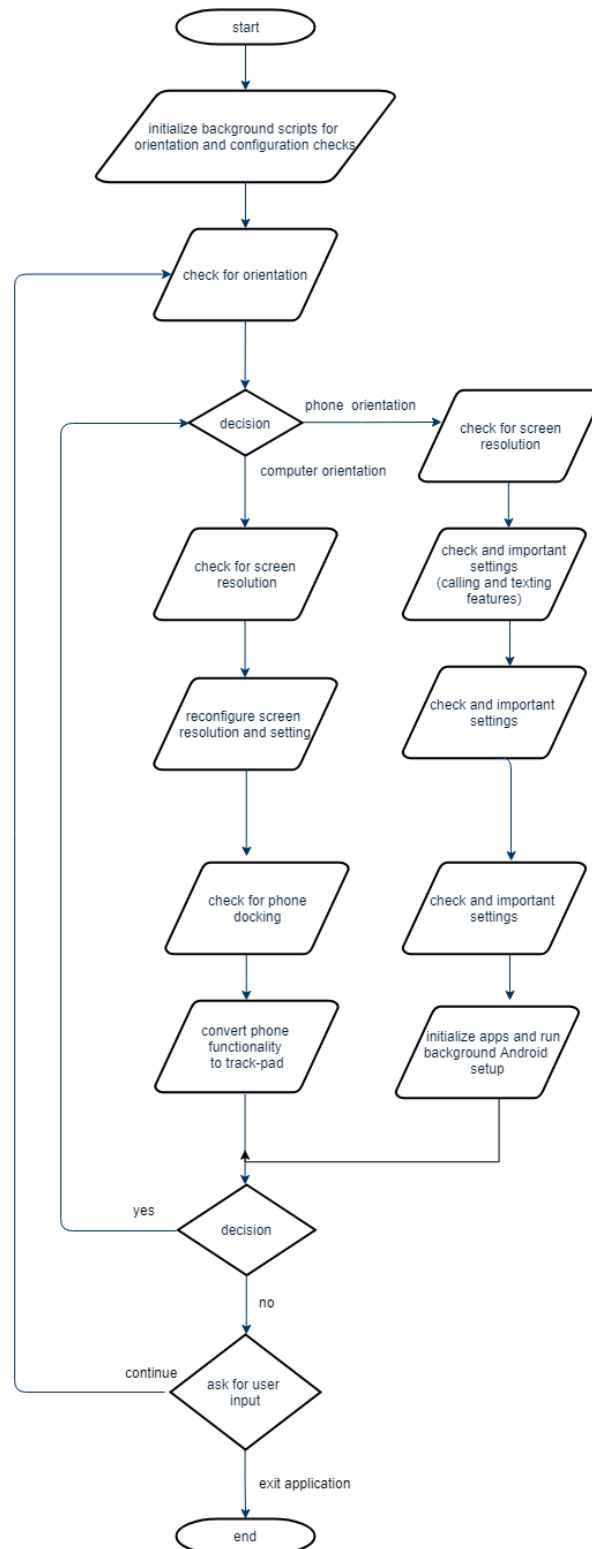 start
initialize background scripts for
orientation and configuration checks
check for orientation
decision
phone orientation
computer orientation
check for screen
resolution
check for screen
resolution
check and important
settings
(calling and texting
features)
reconfigure screen
resolution and setting
check and important
settings
check for phone
docking
check and important
settings
convert phone
functionality
to track-pad
initialize apps and run
background Android
setup
yes
decision
no
continue
ask for user
input
exit application
end